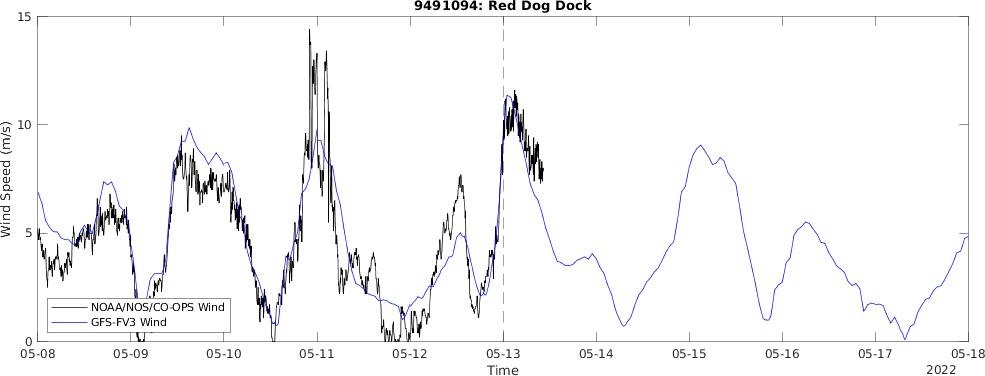 9491094: Red Dog Dock
Wind Speed (m/s)
15
10
5
0
NOAA/NOS/CO-OPS Wind
GFS-FV3 Wind
05-08 05-09 05-10 05-11 05-12 05-13 05-14 05-15 05-16 05-17 05-18
Time
2022